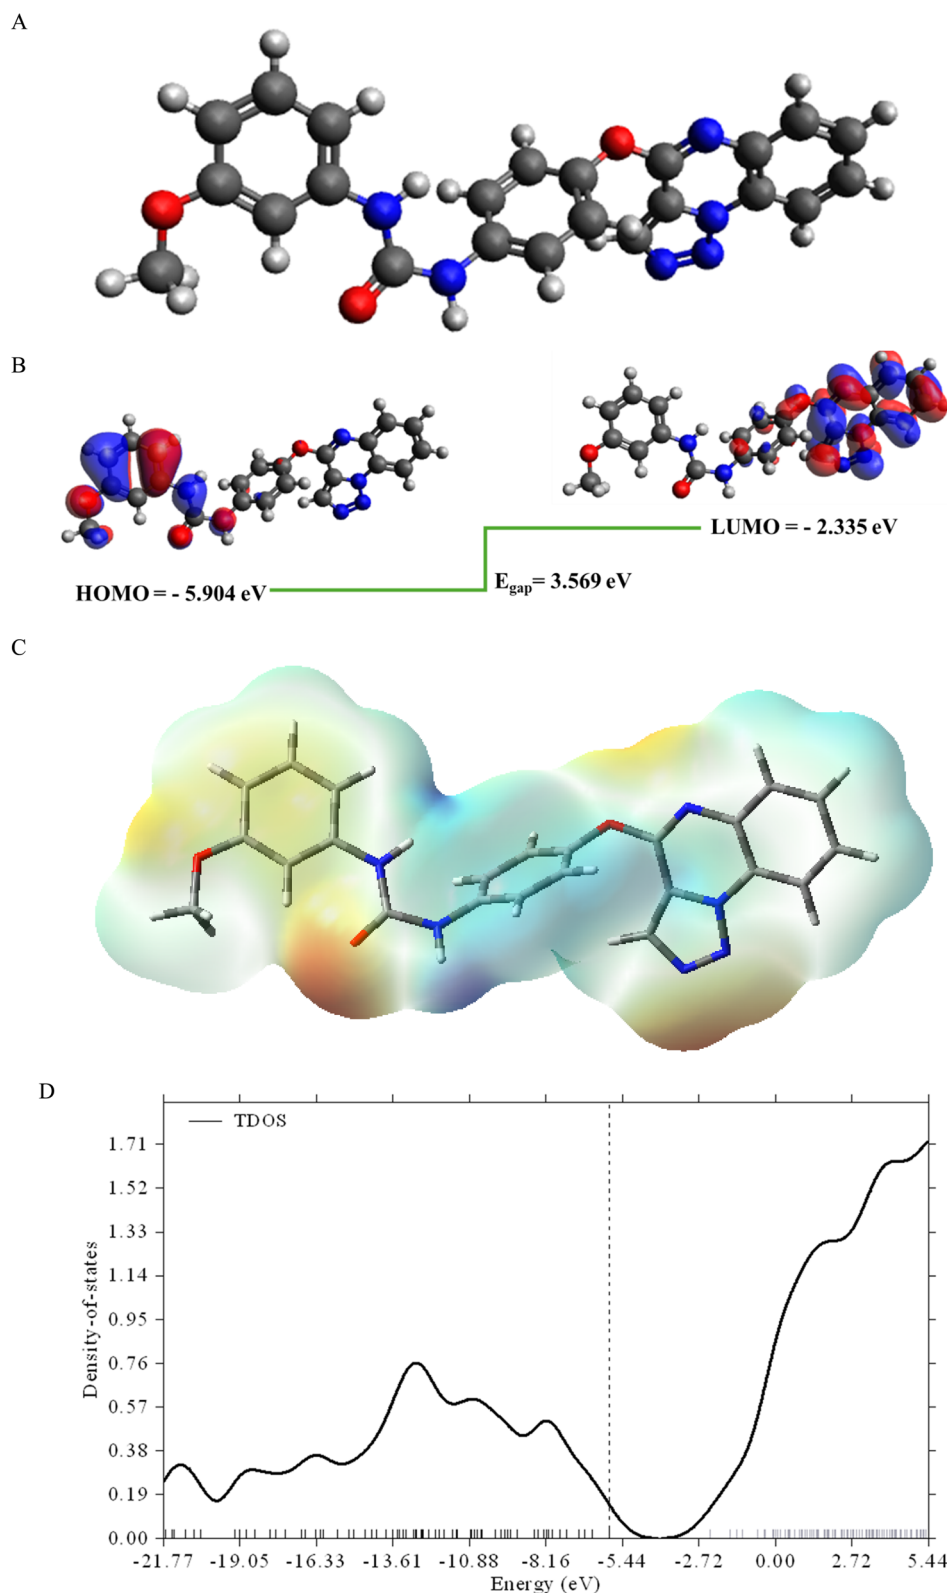 A
B
HOMO = - 5.904 eV
E_gap = 3.569 eV
LUMO = - 2.335 eV
C
D
TDOS
Density-of-states
1.71
1.52
1.33
1.14
0.95
0.76
0.57
0.38
0.19
0.00
-21.77 -19.05 -16.33 -13.61 -10.88 -8.16 -5.44 -2.72 0.00 2.72 5.44
Energy (eV)